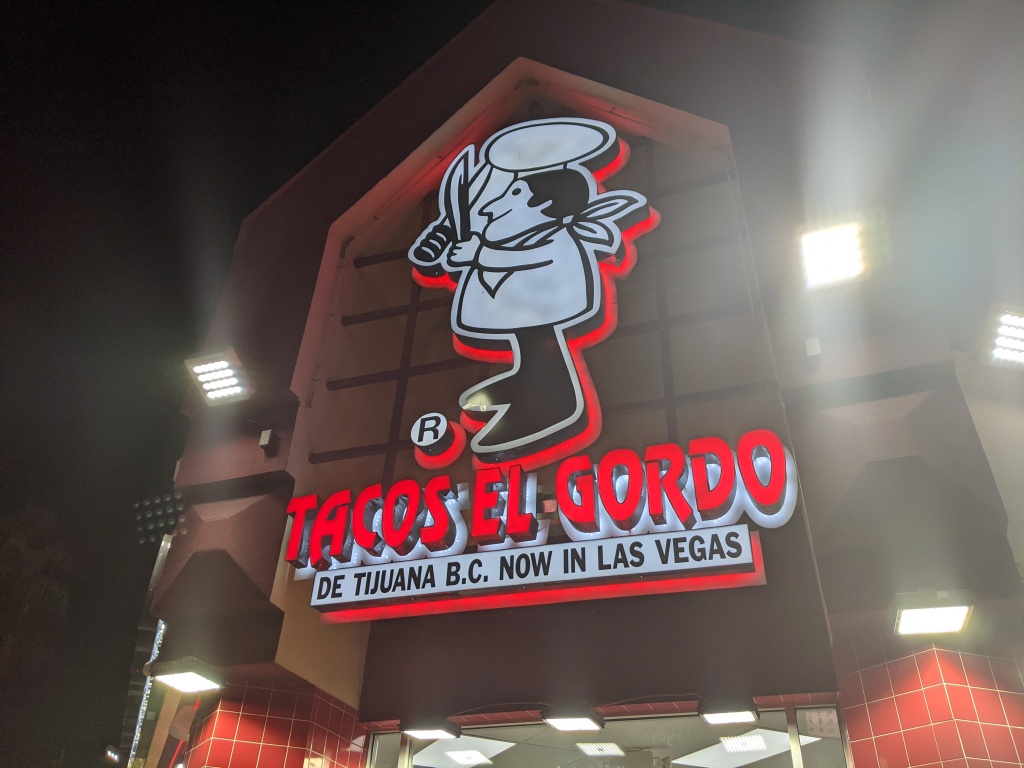 ®
TACOS EL GORDO
DE TIJUANA B.C. NOW IN LAS VEGAS